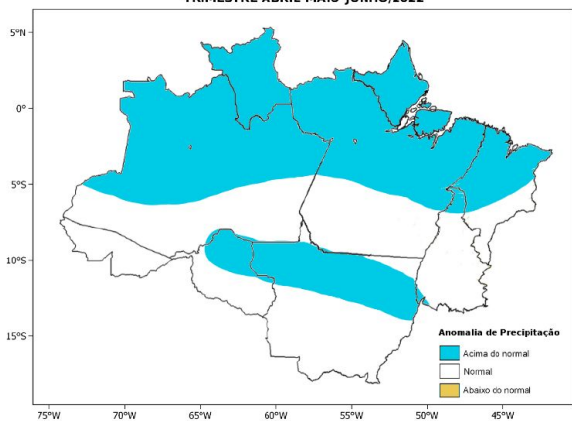 TRIMESTRE ABRIL-MAIO-JUNHO/2022
5°N
0°
5°S
10°S
15°S
Anomalia de Precipitação
Acima do normal
Normal
Abaixo do normal
75°W 70°W 65°W 60°W 55°W 50°W 45°W